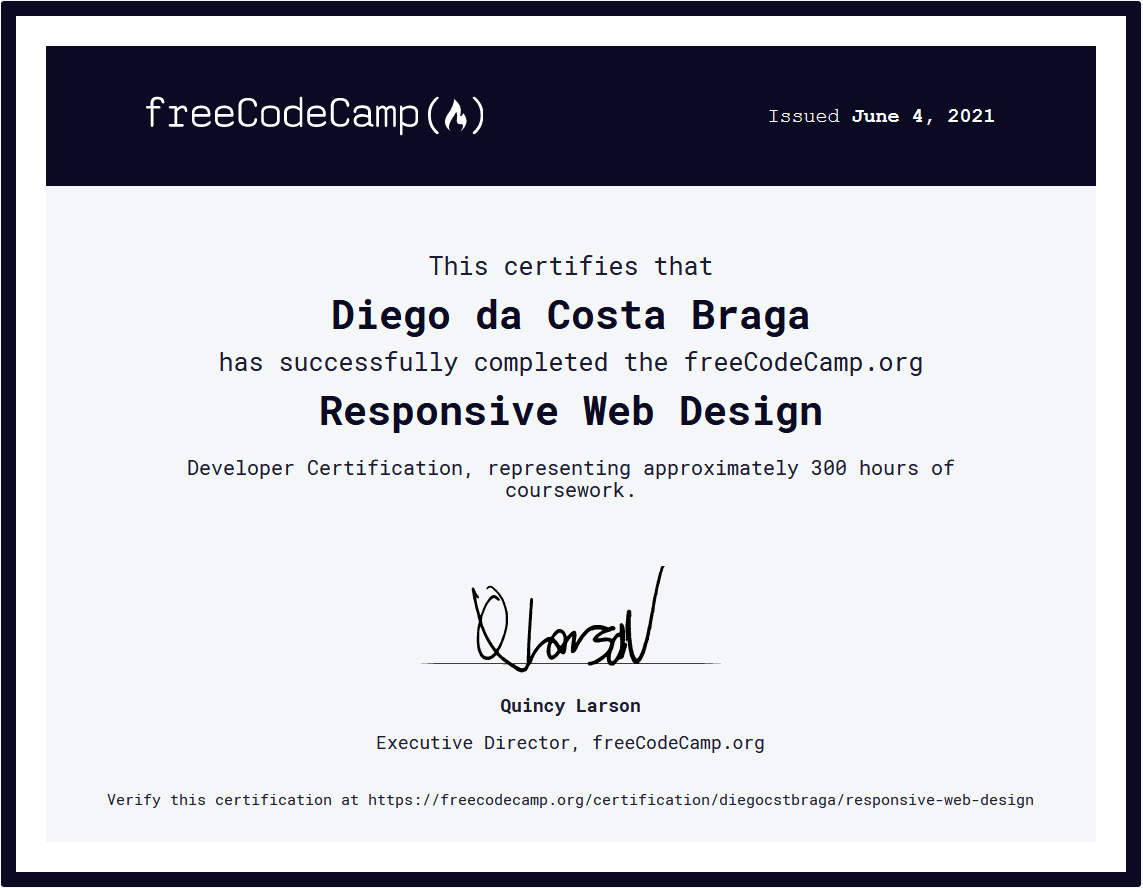 freeCodeCamp(🔥)
Issued June 4, 2021
This certifies that
Diego da Costa Braga
has successfully completed the freeCodeCamp.org
Responsive Web Design
Developer Certification, representing approximately 300 hours of
coursework.
Q Larson
Quincy Larson
Executive Director, freeCodeCamp.org
Verify this certification at https://freecodecamp.org/certification/diegocstbraga/responsive-web-design